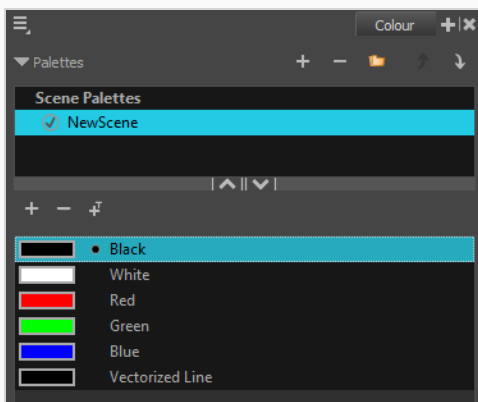 Colour
Palettes
Scene Palettes
NewScene
Black
White
Red
Green
Blue
Vectorized Line